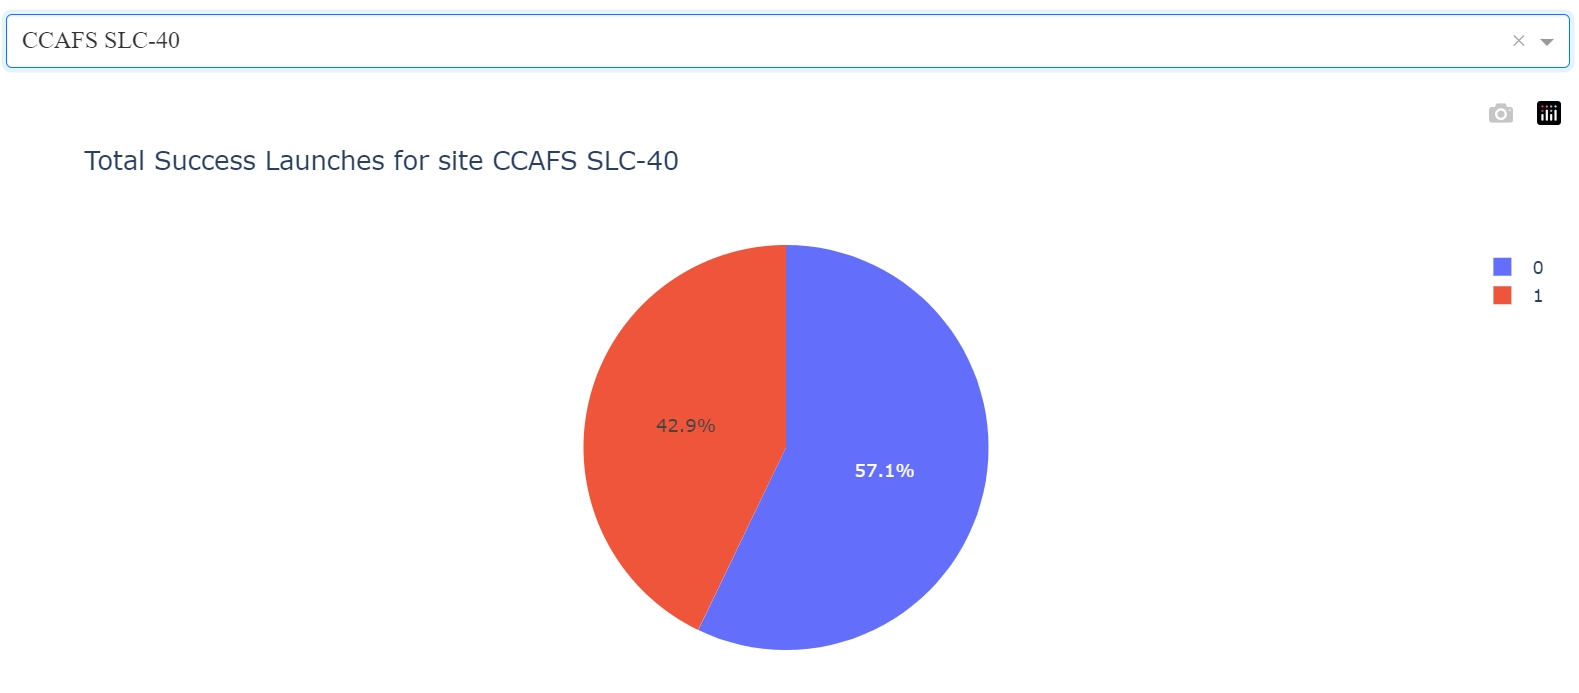 CCAFS SLC-40
Total Success Launches for site CCAFS SLC-40
0
1
42.9%
57.1%